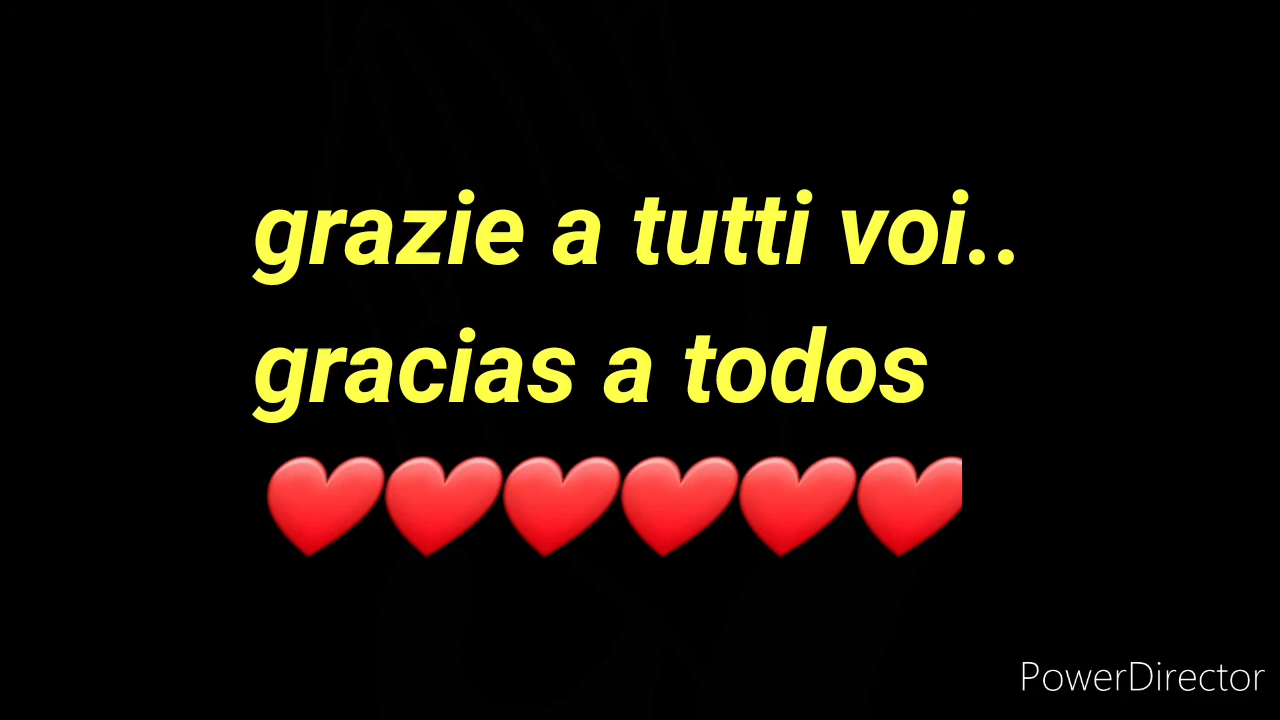 grazie a tutti voi..
gracias a todos
❤️❤️❤️❤️❤️❤️
PowerDirector